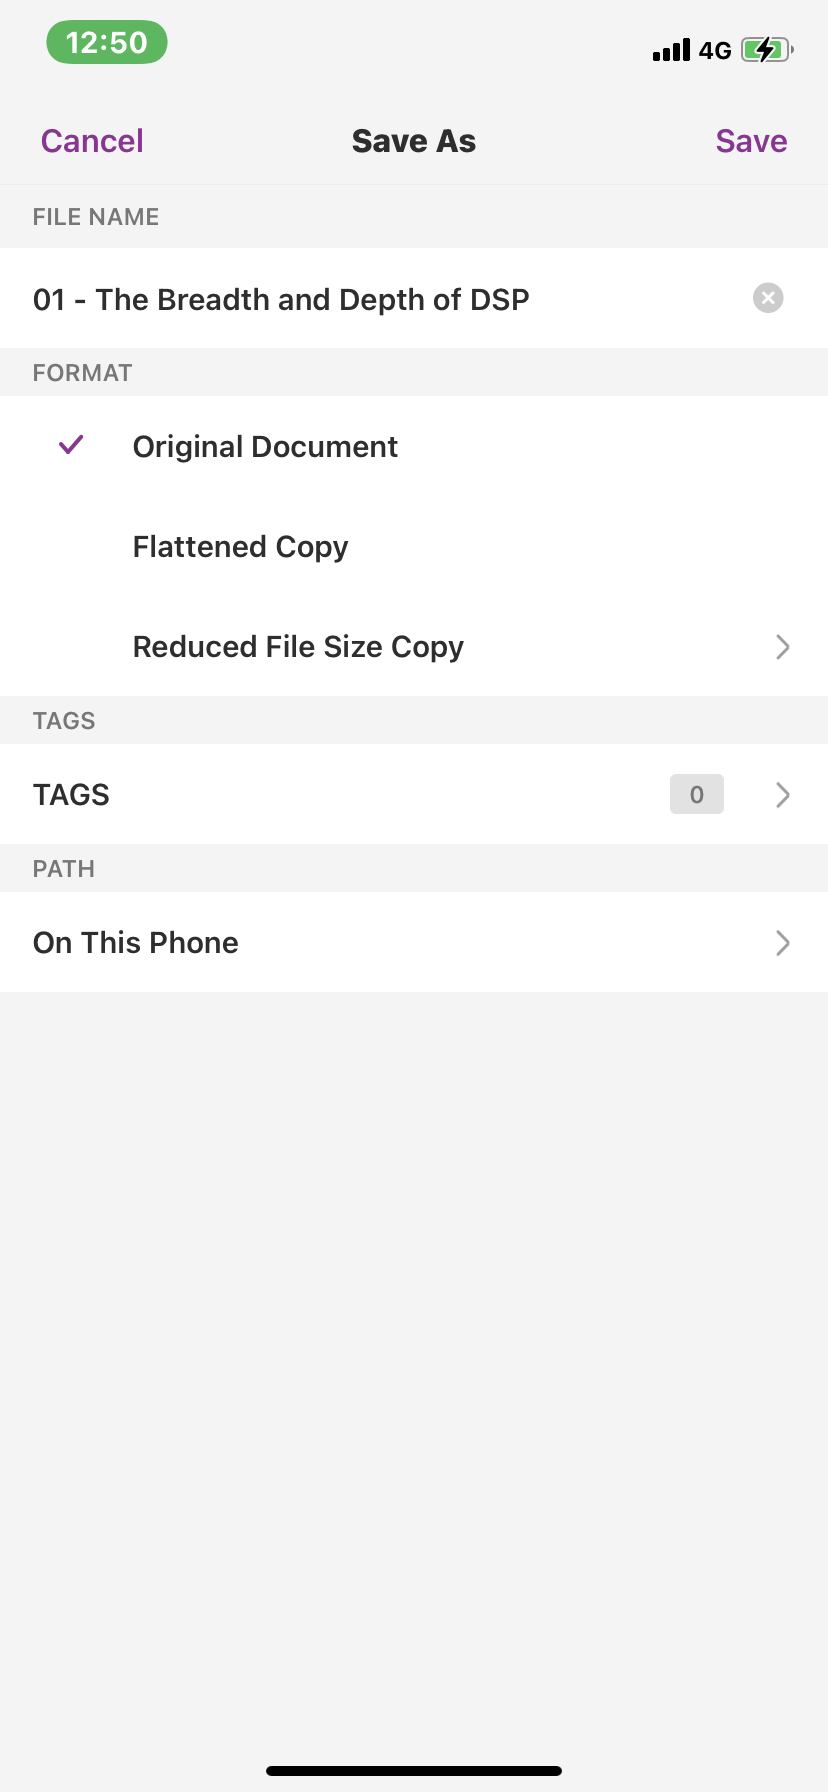 12:50
4G
Cancel
Save As
Save
FILE NAME
01 - The Breadth and Depth of DSP
FORMAT
Original Document
Flattened Copy
Reduced File Size Copy
TAGS
TAGS
0
PATH
On This Phone